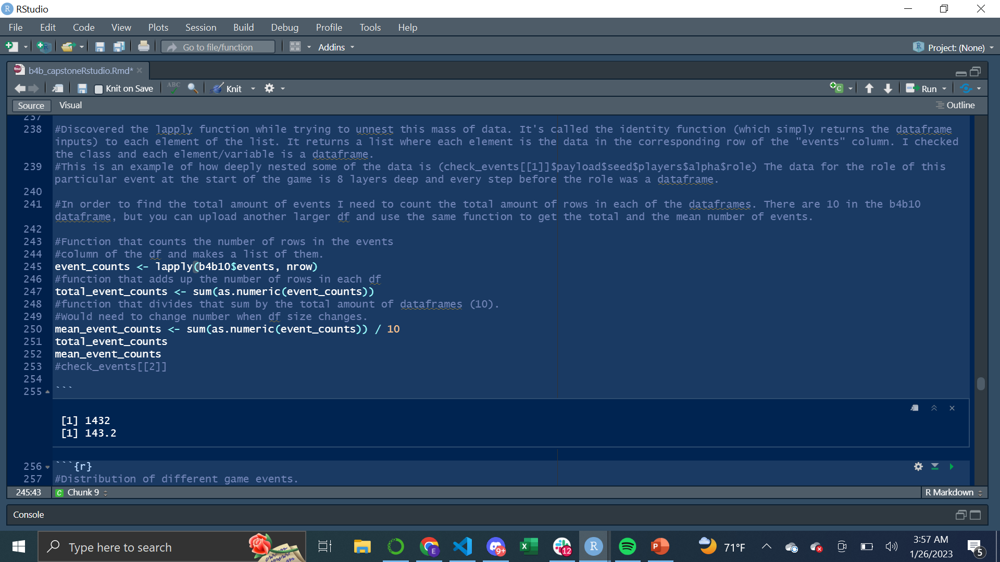 RStudio
File Edit Code View Plots Session Build Debug Profile Tools Help
Go to file/function Addins Project: (None)
b4b_capstoneRstudio.Rmd*
Knit on Save ABC Knit Run
Source Visual Outline
237
238 #Discovered the lapply function while trying to unnest this mass of data. It's called the identity function (which simply returns the dataframe
inputs) to each element of the list. It returns a list where each element is the data in the corresponding row of the "events" column. I checked
the class and each element/variable is a dataframe.
239 #This is an example of how deeply nested some of the data is (check_events[[1]]$payload$seed$players$alpha$role) The data for the role of this
particular event at the start of the game is 8 layers deep and every step before the role was a dataframe.
240
241 #In order to find the total amount of events I need to count the total amount of rows in each of the dataframes. There are 10 in the b4b10
dataframe, but you can upload another larger df and use the same function to get the total and the mean number of events.
242
243 #Function that counts the number of rows in the events
244 #column of the df and makes a list of them.
245 event_counts <- lapply(b4b10$events, nrow)
246 #function that adds up the number of rows in each df
247 total_event_counts <- sum(as.numeric(event_counts))
248 #function that divides that sum by the total amount of dataframes (10).
249 #Would need to change number when df size changes.
250 mean_event_counts <- sum(as.numeric(event_counts)) / 10
251 total_event_counts
252 mean_event_counts
253 #check_events[[2]]
254
255 ```
[1] 1432
[1] 143.2
256 ```{r}
257 #Distribution of different game events.
245:43 C Chunk 9 R Markdown
Console
Type here to search E 9+ 12 R P 71°F 3:57 AM
1/26/2023 5